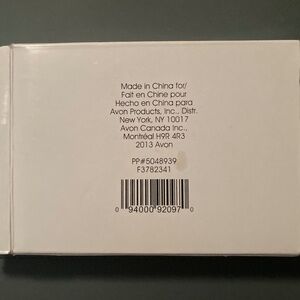 Made in China for/
Fait en Chine pour
Hecho en China para
Avon Products, Inc., Distr.
New York, NY 10017
Avon Canada Inc.,
Montréal H9R 4R3
2013 Avon
PP#5048939
F3782341
0 94000 92097 0